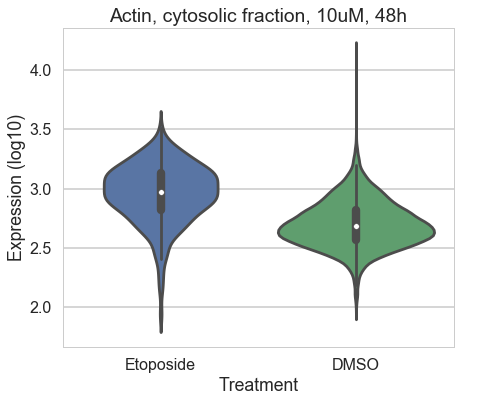 Actin, cytosolic fraction, 10uM, 48h
Expression (log10)
4.0
3.5
3.0
2.5
2.0
Etoposide DMSO
Treatment